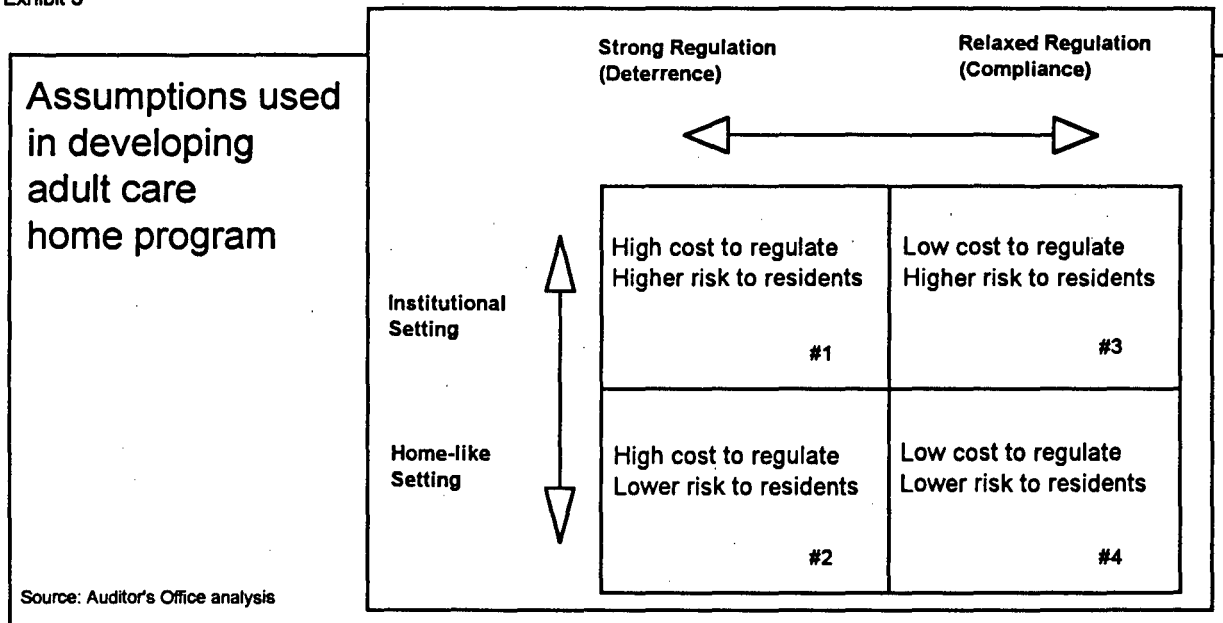 Exhibit 3
Strong Regulation
(Deterrence)
Relaxed Regulation
(Compliance)
Assumptions used
in developing
adult care
home program
Institutional
Setting
High cost to regulate
Higher risk to residents
#1
Low cost to regulate
Higher risk to residents
#3
Home-like
Setting
High cost to regulate
Lower risk to residents
#2
Low cost to regulate
Lower risk to residents
#4
Source: Auditor's Office analysis